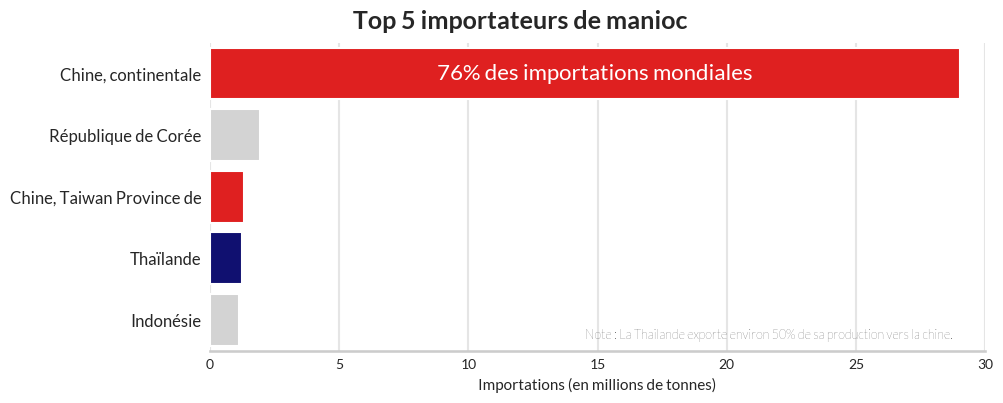 Top 5 importateurs de manioc
Chine, continentale
76% des importations mondiales
République de Corée
Chine, Taiwan Province de
Thaïlande
Indonésie
Note : La Thaïlande exporte environ 50% de sa production vers la chine.
0 5 10 15 20 25 30
Importations (en millions de tonnes)